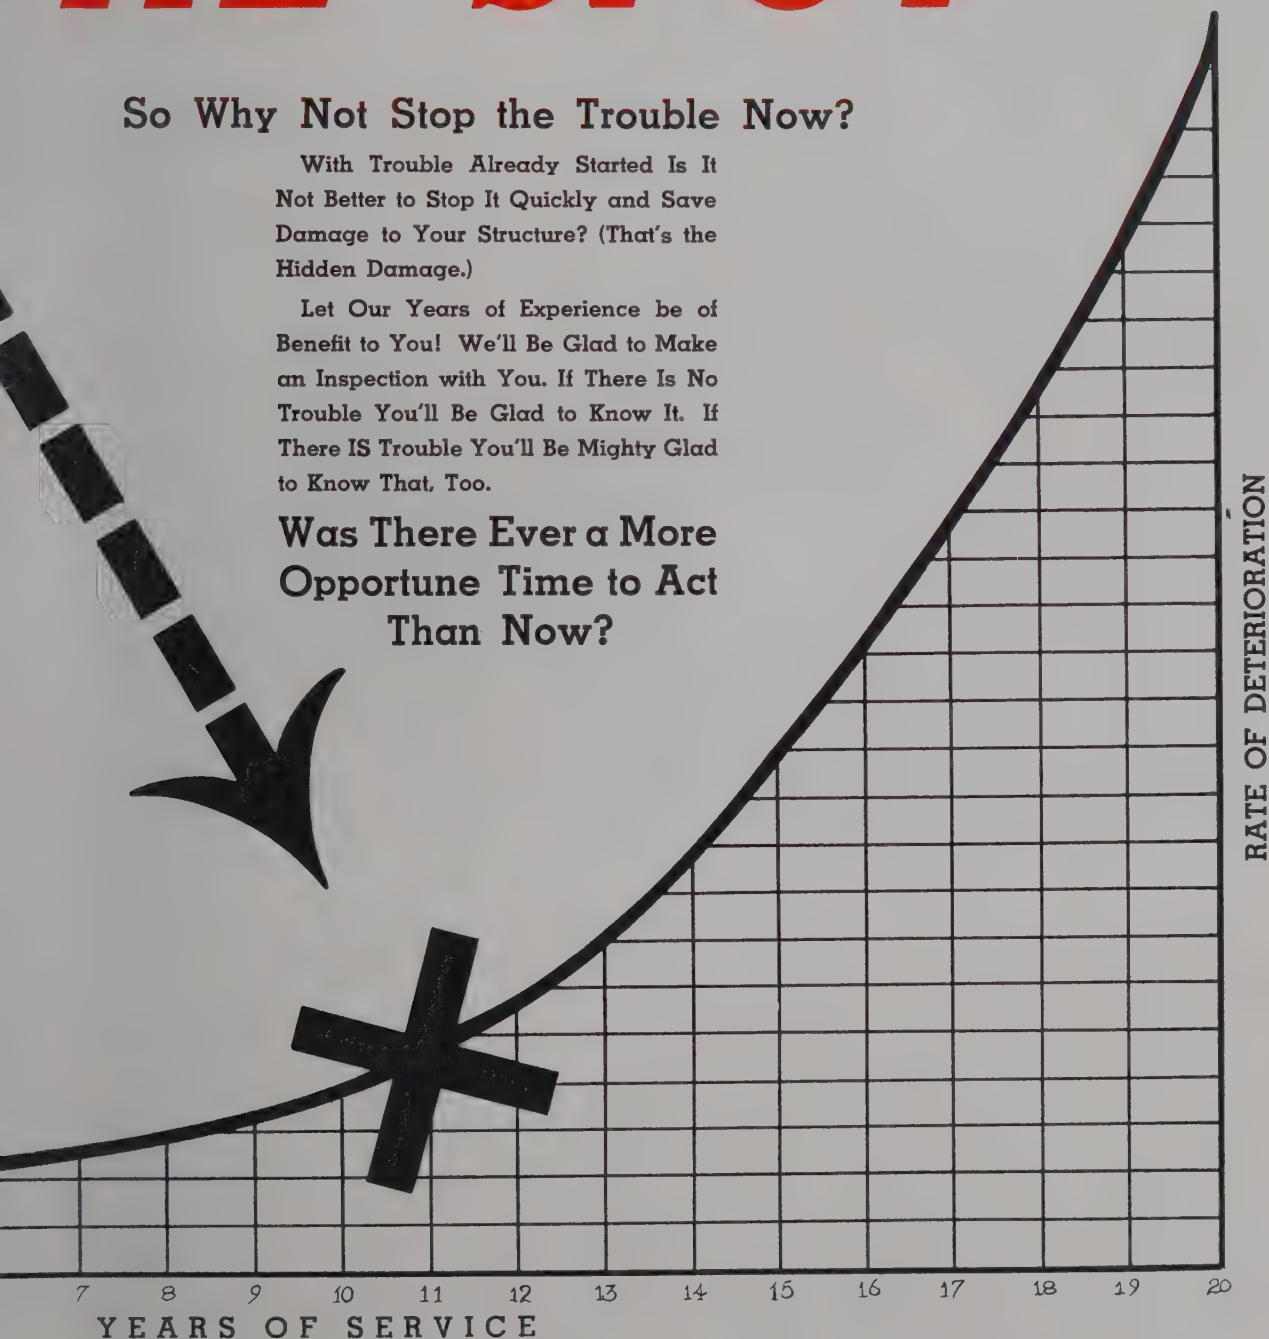 So Why Not Stop the Trouble Now?
With Trouble Already Started Is It
Not Better to Stop It Quickly and Save
Damage to Your Structure? (That's the
Hidden Damage.)
Let Our Years of Experience be of
Benefit to You! We'll Be Glad to Make
an Inspection with You. If There Is No
Trouble You'll Be Glad to Know It. If
There IS Trouble You'll Be Mighty Glad
to Know That, Too.
Was There Ever a More
Opportune Time to Act
Than Now?
RATE OF DETERIORATION
7 8 9 10 11 12 13 14 15 16 17 18 19 20
YEARS OF SERVICE